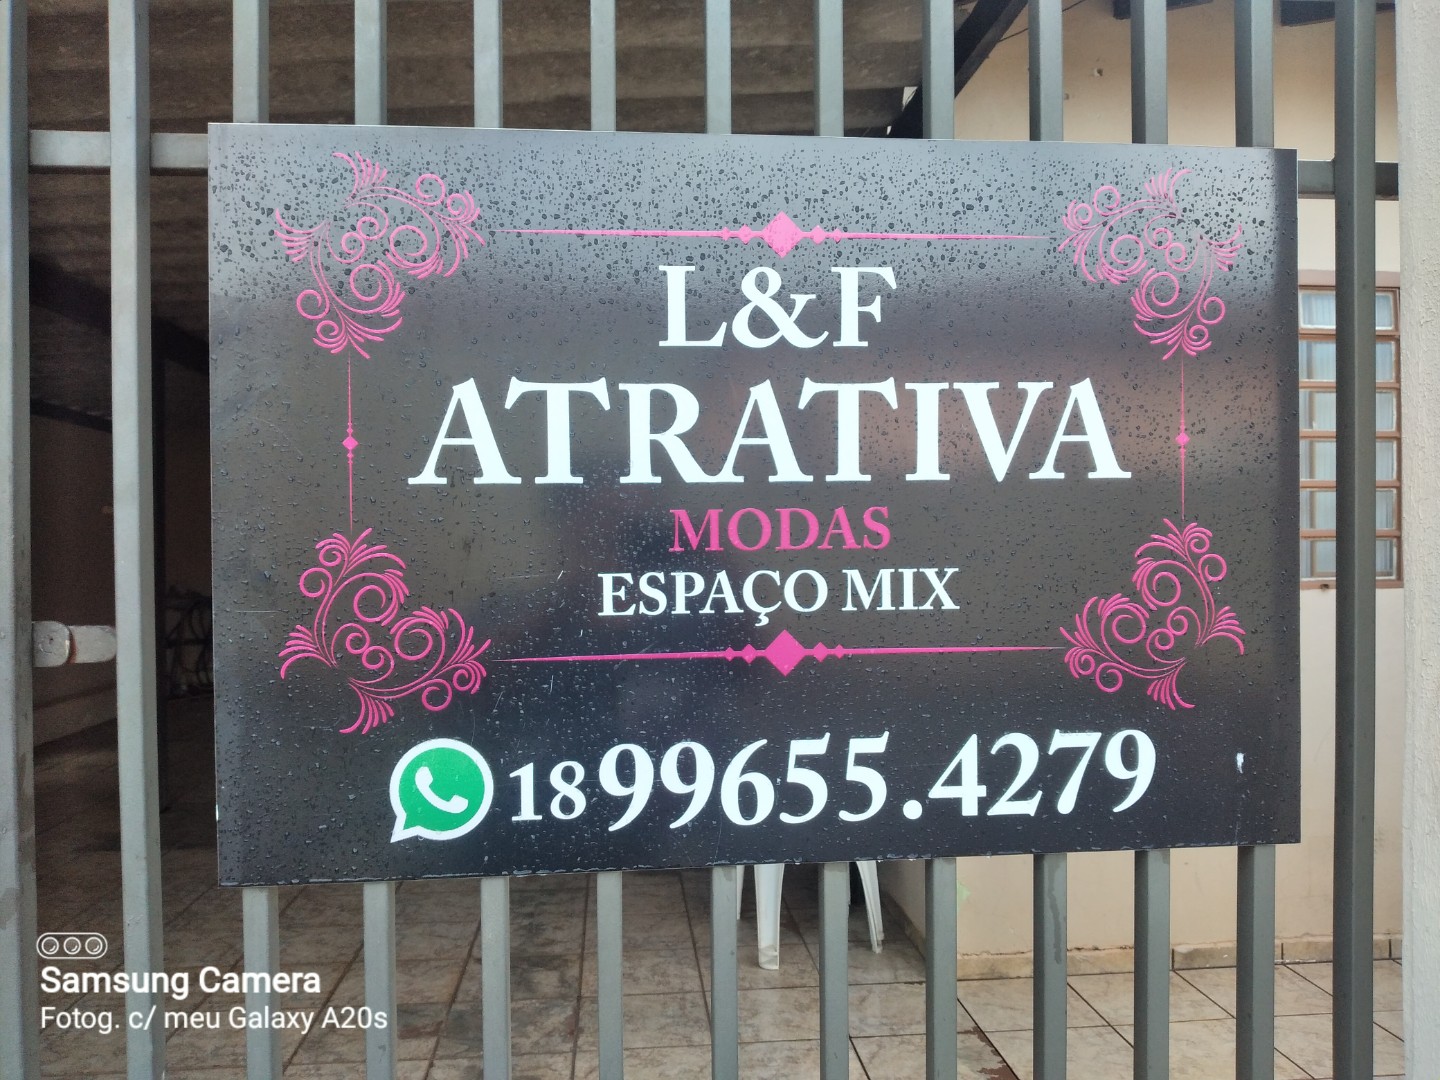 L&F
ATRATIVA
MODAS
ESPAÇO MIX
18 99655.4279
Samsung Camera
Fotog. c/ meu Galaxy A20s